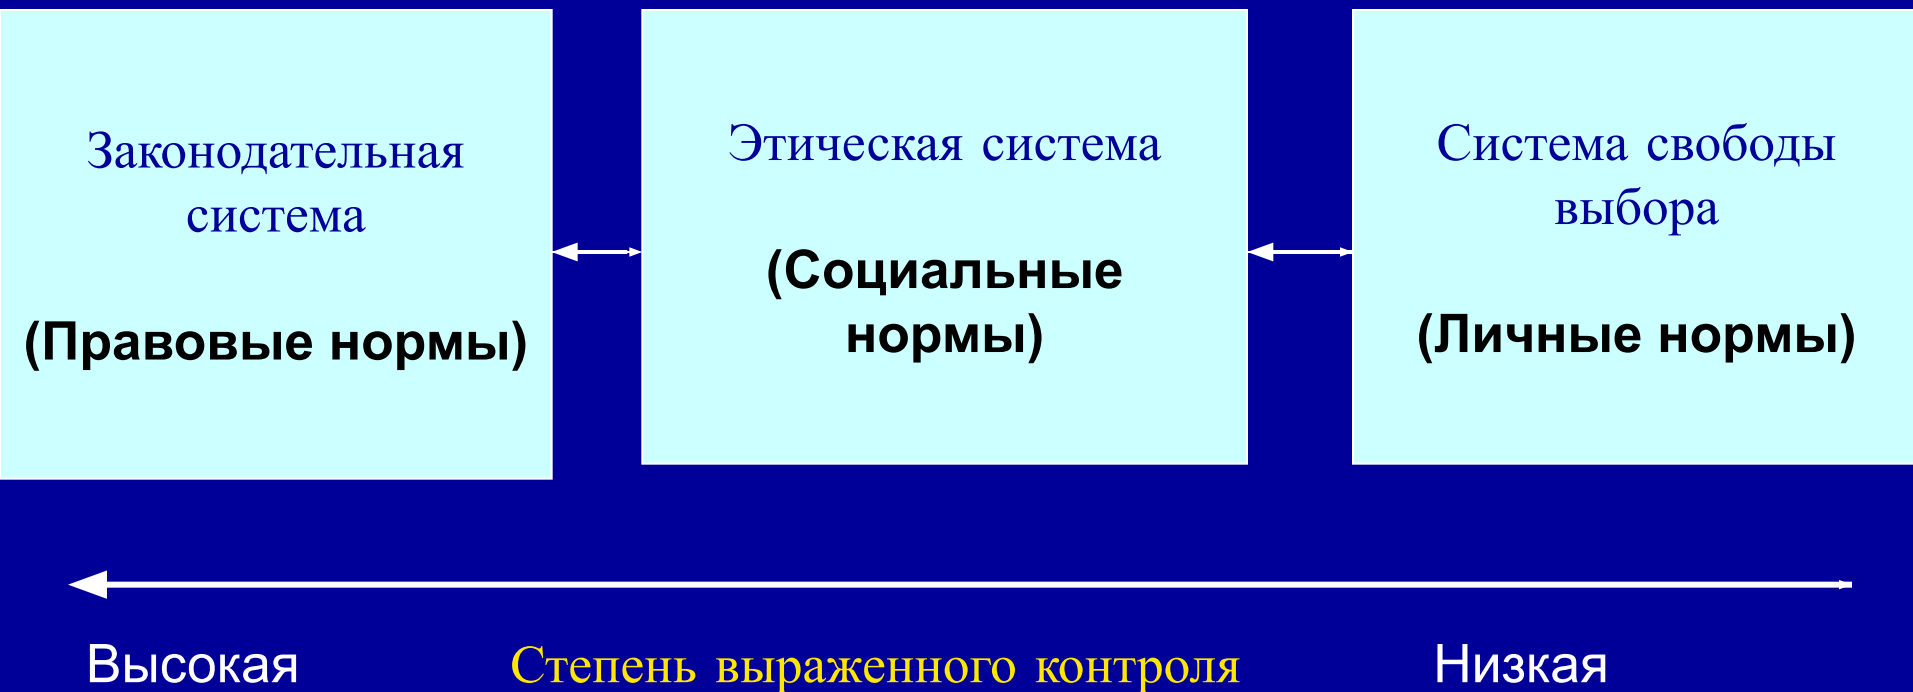 Законодательная
система
(Правовые нормы)
Этическая система
(Социальные
нормы)
Система свободы
выбора
(Личные нормы)
Высокая
Степень выраженного контроля
Низкая